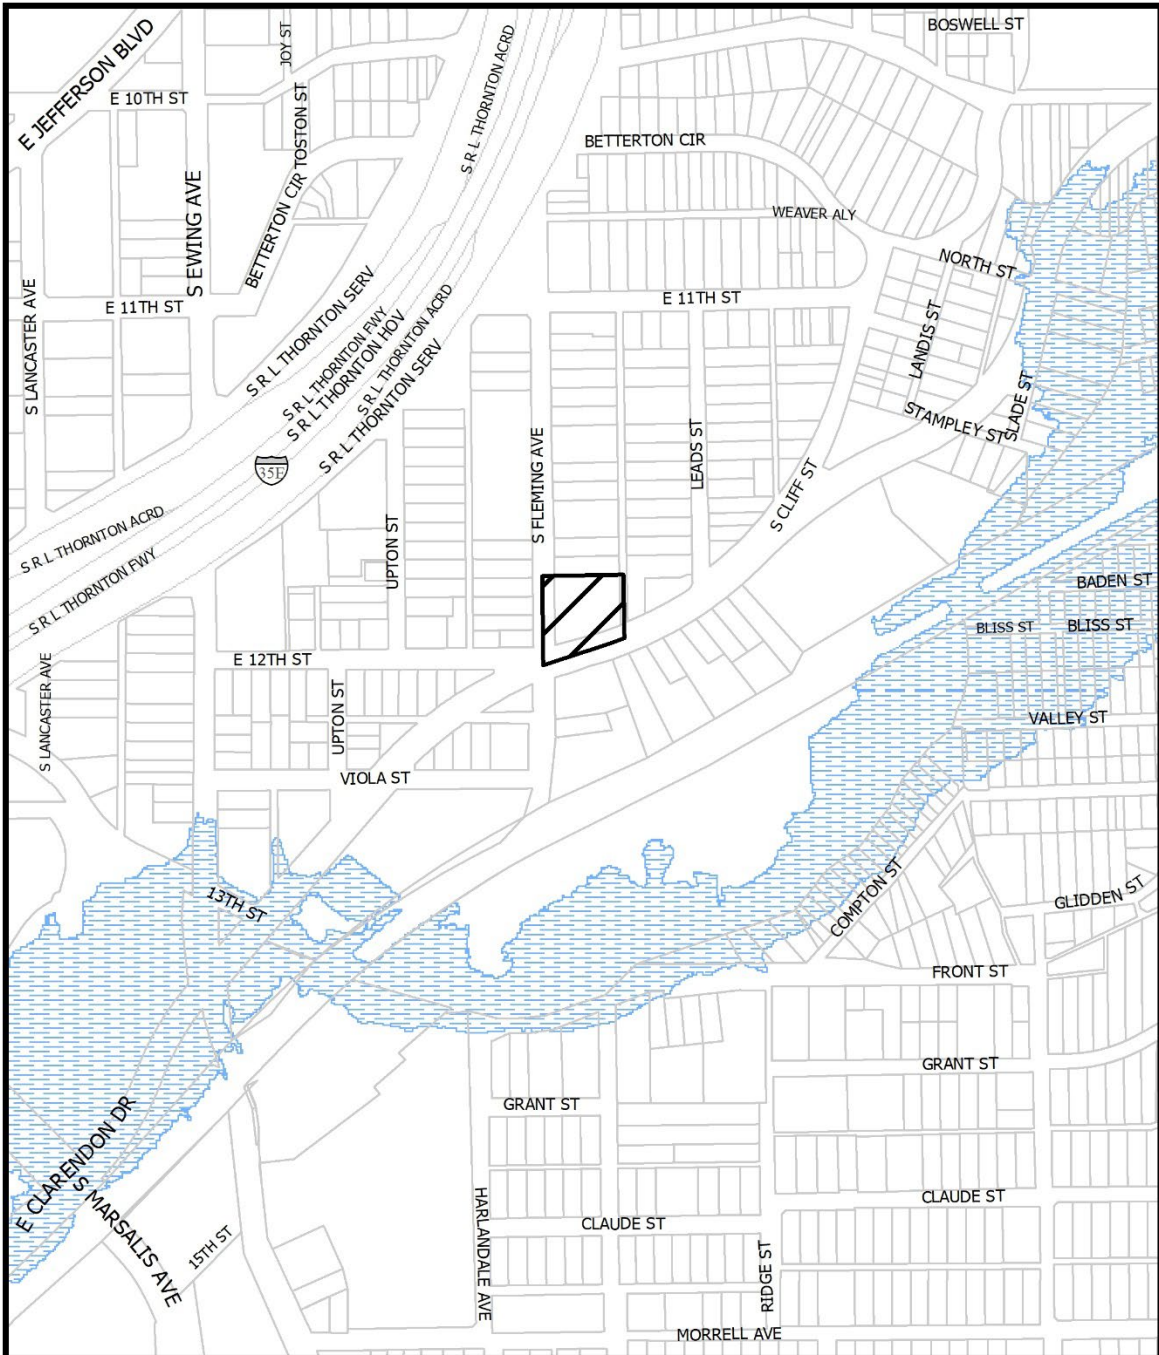 BOSWELL ST
E JEFFERSON BLVD
JOY ST
S R L THORNTON ACRD
E 10TH ST
BETTERTON CIR
TOSTON ST
BETTERTON CIR
S EWING AVE
WEAVER ALY
NORTH ST
S LANCASTER AVE
E 11TH ST
E 11TH ST
S R L THORNTON SERV
S R L THORNTON FWY
S R L THORNTON HOV
S R L THORNTON ACRD
S R L THORNTON SERV
LANDIS ST
SLADE ST
STAMPLEY ST
S FLEMING AVE
LEADS ST
35E
S CLIFF ST
S R L THORNTON ACRD
S R L THORNTON FWY
UPTON ST
BADEN ST
BLISS ST
BLISS ST
E 12TH ST
S LANCASTER AVE
UPTON ST
VALLEY ST
VIOLA ST
13TH ST
COMPTON ST
GLIDDEN ST
FRONT ST
GRANT ST
GRANT ST
E CLARENDON DR
S MARSALIS AVE
15TH ST
HARLANDALE AVE
CLAUDE ST
CLAUDE ST
RIDGE ST
MORRELL AVE